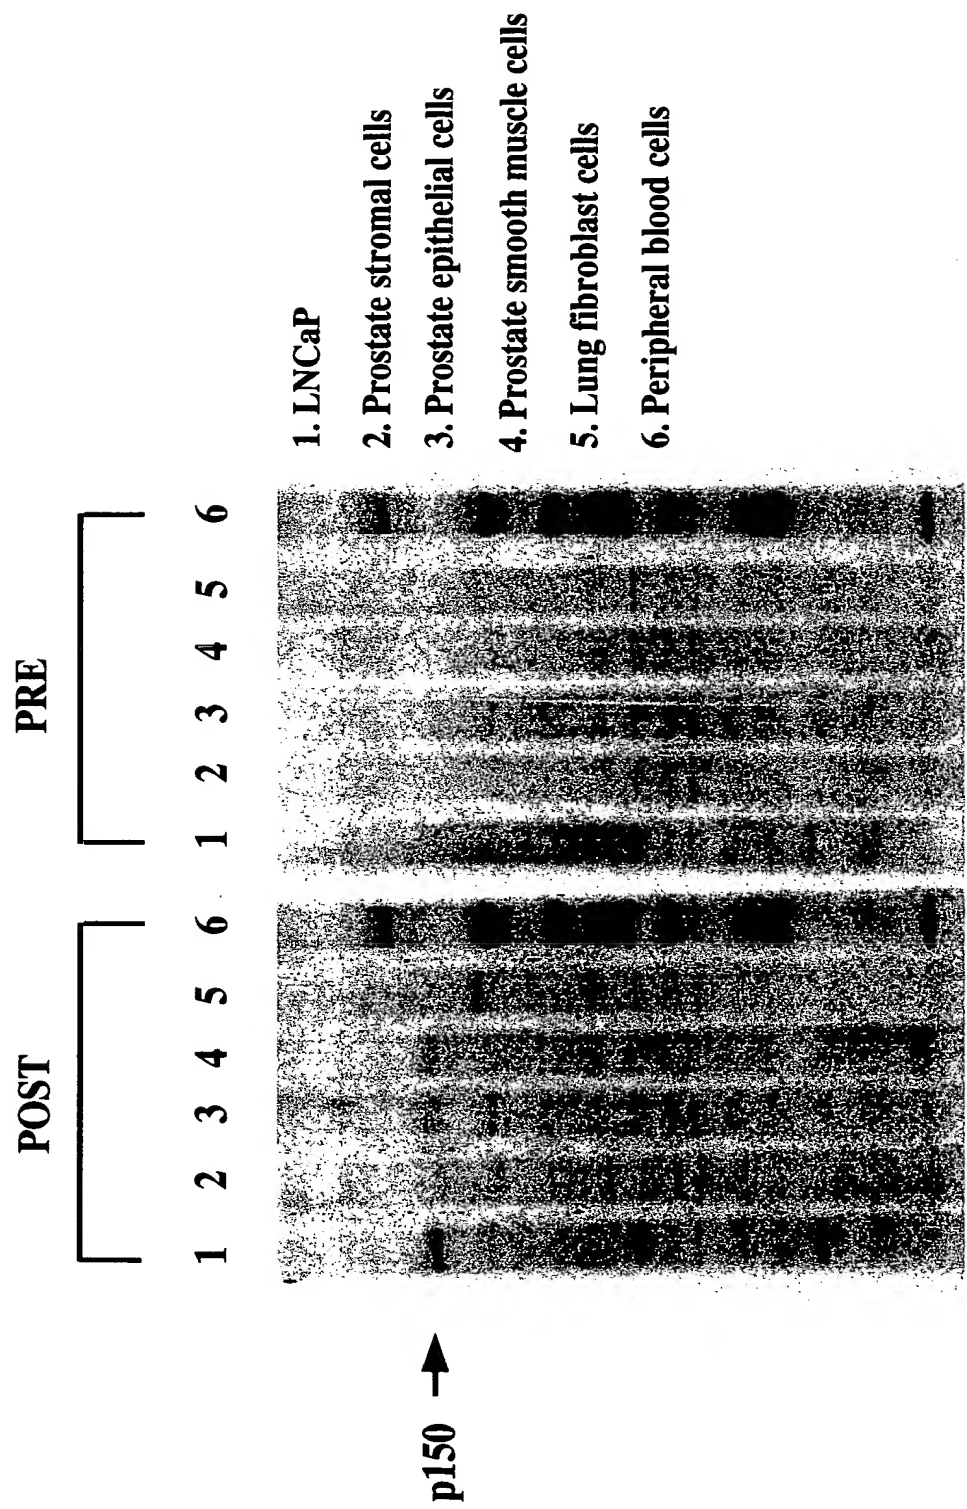 POST PRE
1 2 3 4 5 6 1 2 3 4 5 6
p150
1. LNCaP
2. Prostate stromal cells
3. Prostate epithelial cells
4. Prostate smooth muscle cells
5. Lung fibroblast cells
6. Peripheral blood cells